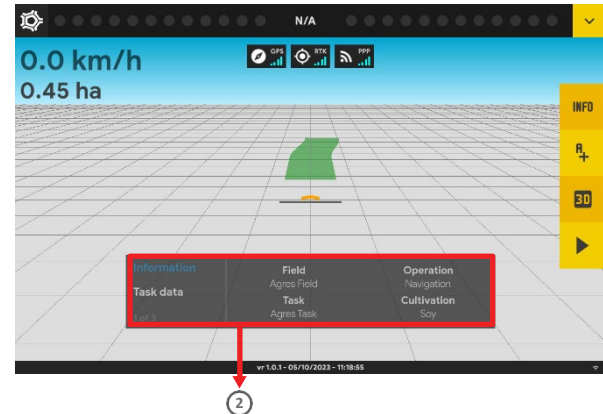 N/A
0.0 km/h
0.45 ha
GPS
RTK
PPP
INFO
A+
3D
Information
Task data
1 of 3
Field
Agres Field
Task
Agres Task
Operation
Navigation
Cultivation
Soy
vr 1.0.1 - 05/10/2023 - 11:18:55
2